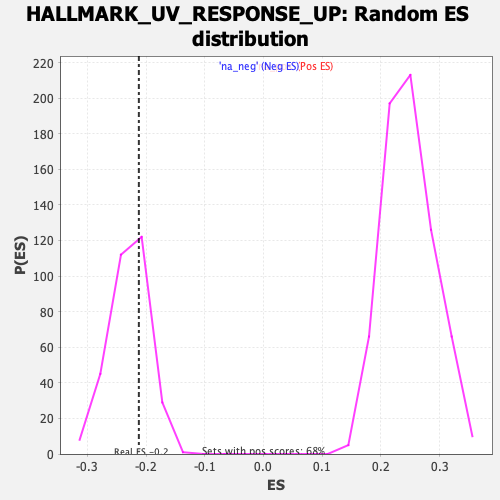 HALLMARK_UV_RESPONSE_UP: Random ES
distribution
'na_neg' (Neg ES)(Pos ES)
220
200
180
160
140
120
100
80
60
40
20
0
P(ES)
Real ES -0.2
Sets with pos scores: 68%
-0.3 -0.2 -0.1 0.0 0.1 0.2 0.3
ES